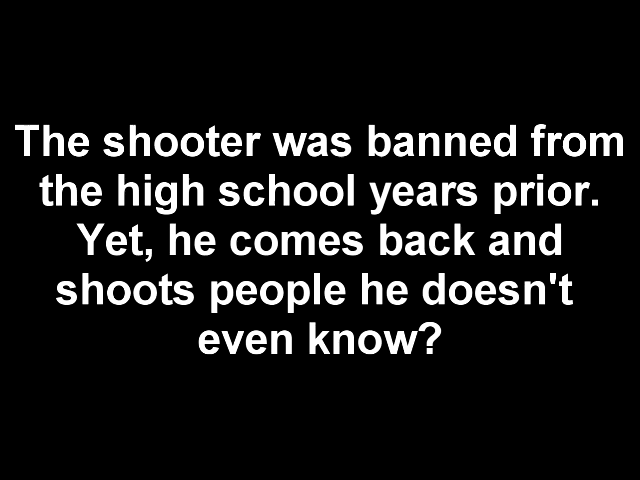 The shooter was banned from
the high school years prior.
Yet, he comes back and
shoots people he doesn't
even know?